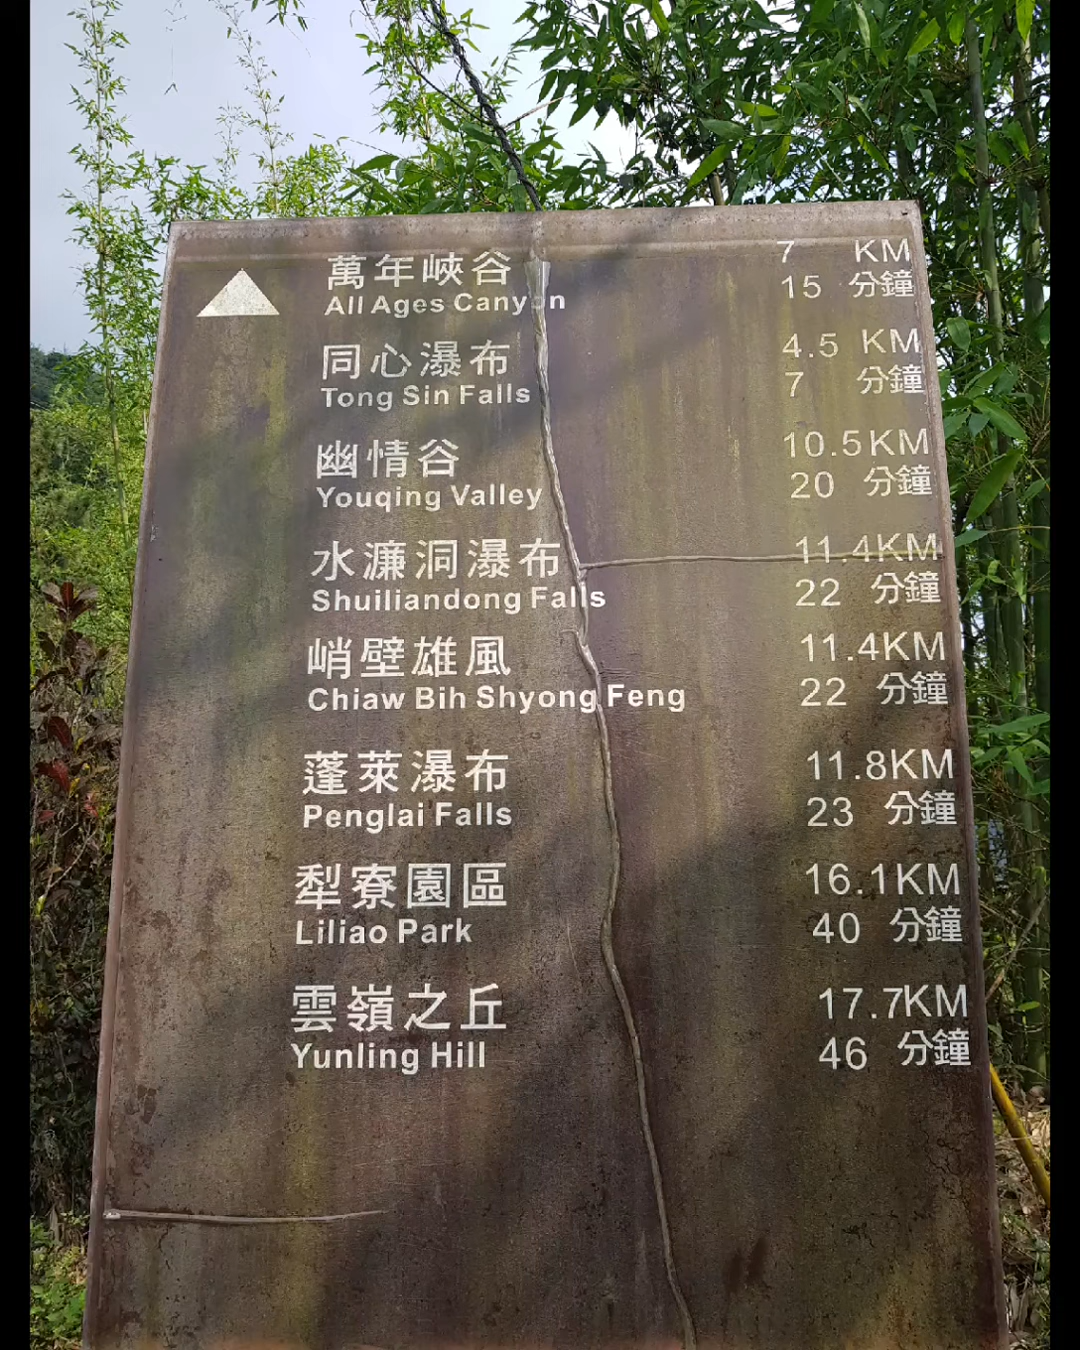 萬年峽谷 7 KM
All Ages Canyon 15 分鐘
同心瀑布 4.5 KM
Tong Sin Falls 7 分鐘
幽情谷 10.5KM
Youqing Valley 20 分鐘
水濂洞瀑布 11.4KM
Shuiliandong Falls 22 分鐘
峭壁雄風 11.4KM
Chiaw Bih Shyong Feng 22 分鐘
蓬萊瀑布 11.8KM
Penglai Falls 23 分鐘
犁寮園區 16.1KM
Liliao Park 40 分鐘
雲嶺之丘 17.7KM
Yunling Hill 46 分鐘